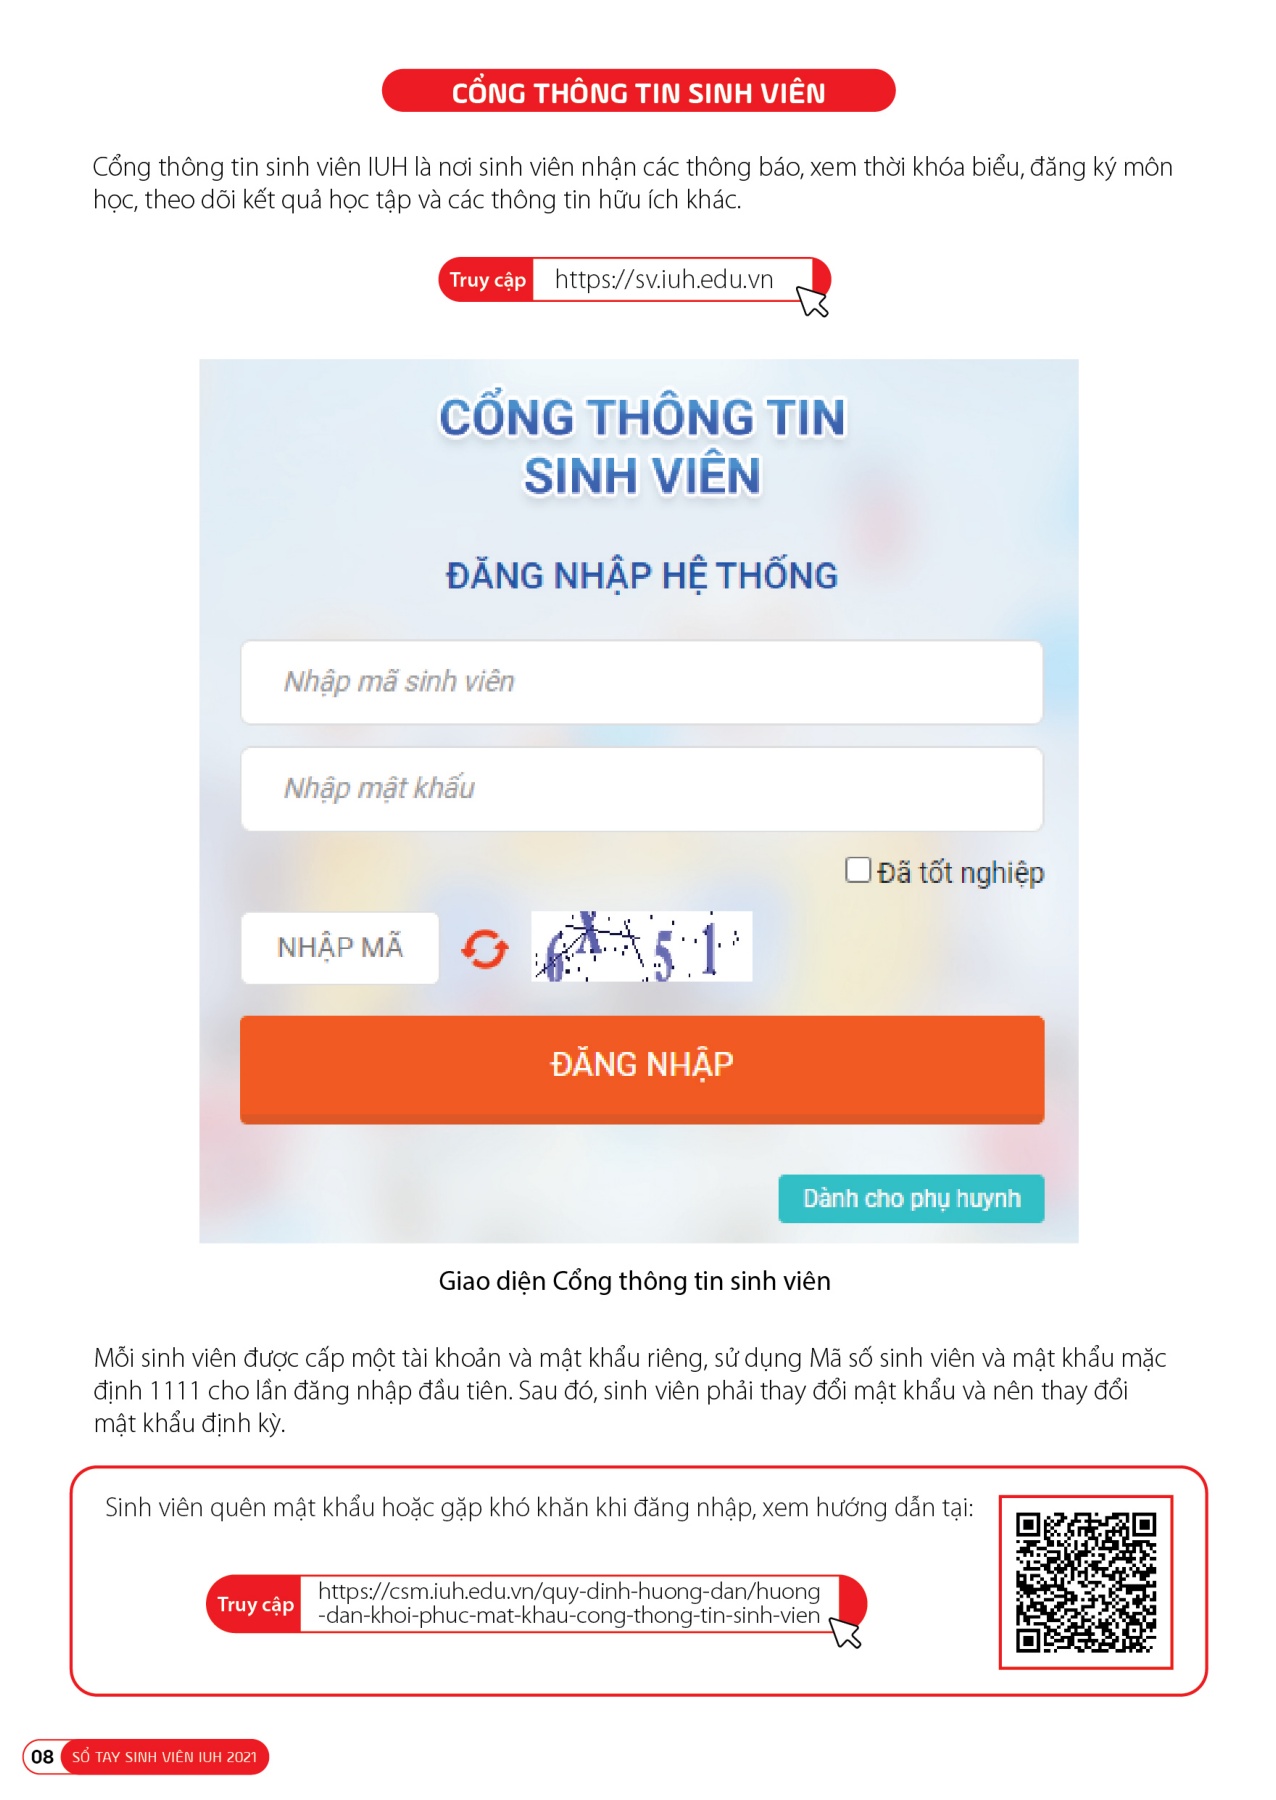 CỔNG THÔNG TIN SINH VIÊN
Cổng thông tin sinh viên IUH là nơi sinh viên nhận các thông báo, xem thời khóa biểu, đăng ký môn
học, theo dõi kết quả học tập và các thông tin hữu ích khác.
Truy cập https://sv.iuh.edu.vn
CỔNG THÔNG TIN
SINH VIÊN
ĐĂNG NHẬP HỆ THỐNG
Nhập mã sinh viên
Nhập mật khẩu
Đã tốt nghiệp
NHẬP MÃ 6X51
ĐĂNG NHẬP
Dành cho phụ huynh
Giao diện Cổng thông tin sinh viên
Mỗi sinh viên được cấp một tài khoản và mật khẩu riêng, sử dụng Mã số sinh viên và mật khẩu mặc
định 1111 cho lần đăng nhập đầu tiên. Sau đó, sinh viên phải thay đổi mật khẩu và nên thay đổi
mật khẩu định kỳ.
Sinh viên quên mật khẩu hoặc gặp khó khăn khi đăng nhập, xem hướng dẫn tại:
Truy cập
https://csm.iuh.edu.vn/quy-dinh-huong-dan/huong
-dan-khoi-phuc-mat-khau-cong-thong-tin-sinh-vien
08 SỔ TAY SINH VIÊN IUH 2021